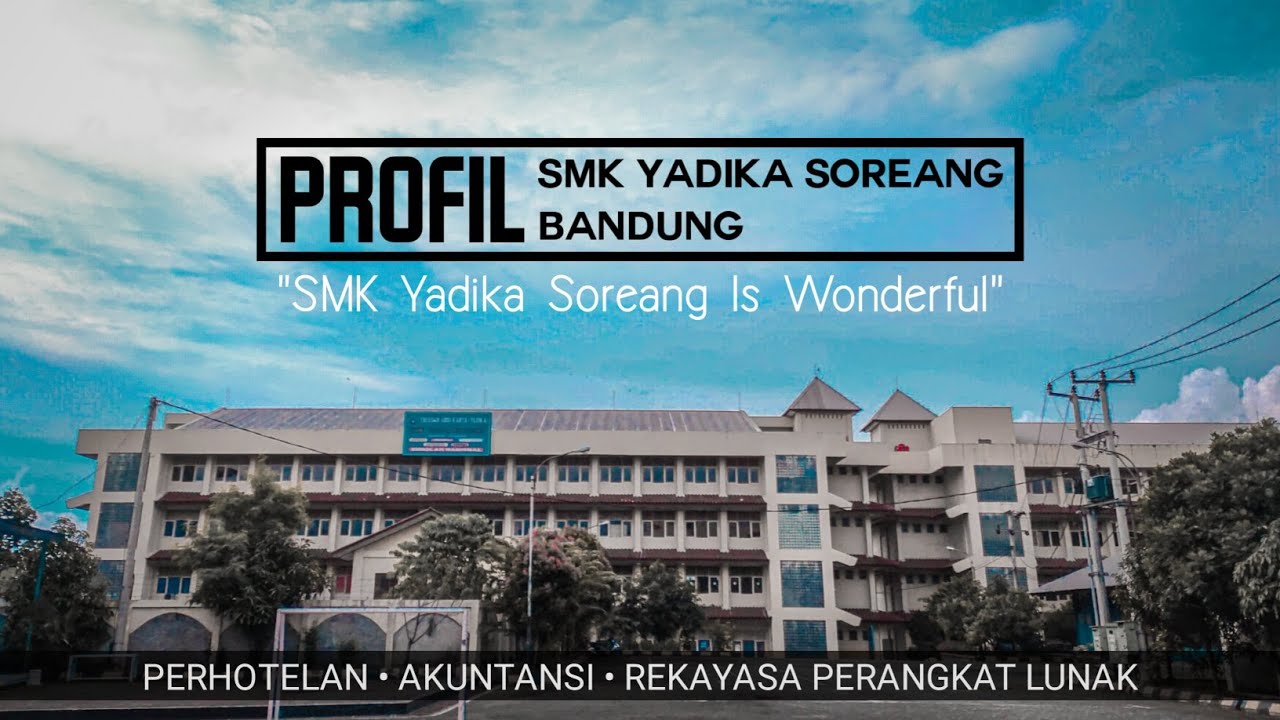 PROFIL
SMK YADIKA SOREANG
BANDUNG
"SMK Yadika Soreang Is Wonderful"
PERHOTELAN • AKUNTANSI • REKAYASA PERANGKAT LUNAK